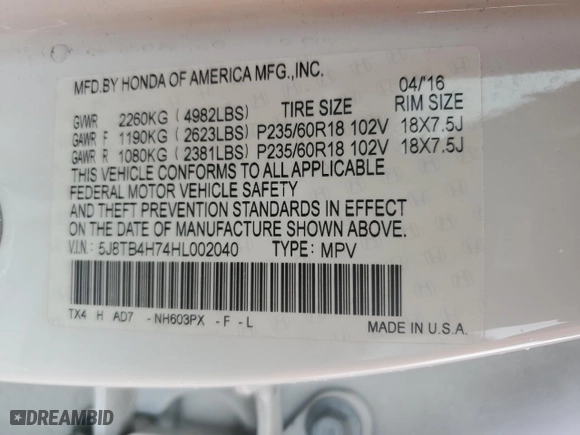 MFD.BY HONDA OF AMERICA MFG.,INC. 04/'16
GVWR 2260KG (4982LBS) TIRE SIZE RIM SIZE
GAWR F 1190KG (2623LBS) P235/60R18 102V 18X7.5J
GAWR R 1080KG (2381LBS) P235/60R18 102V 18X7.5J
THIS VEHICLE CONFORMS TO ALL APPLICABLE
FEDERAL MOTOR VEHICLE SAFETY
AND THEFT PREVENTION STANDARDS IN EFFECT
ON THE DATE OF MANUFACTURE SHOWN ABOVE.
V.I.N.: 5J8TB4H74HL002040 TYPE: MPV
TX4 H AD7 -NH603PX -F-L
MADE IN U.S.A.
DREAMBID